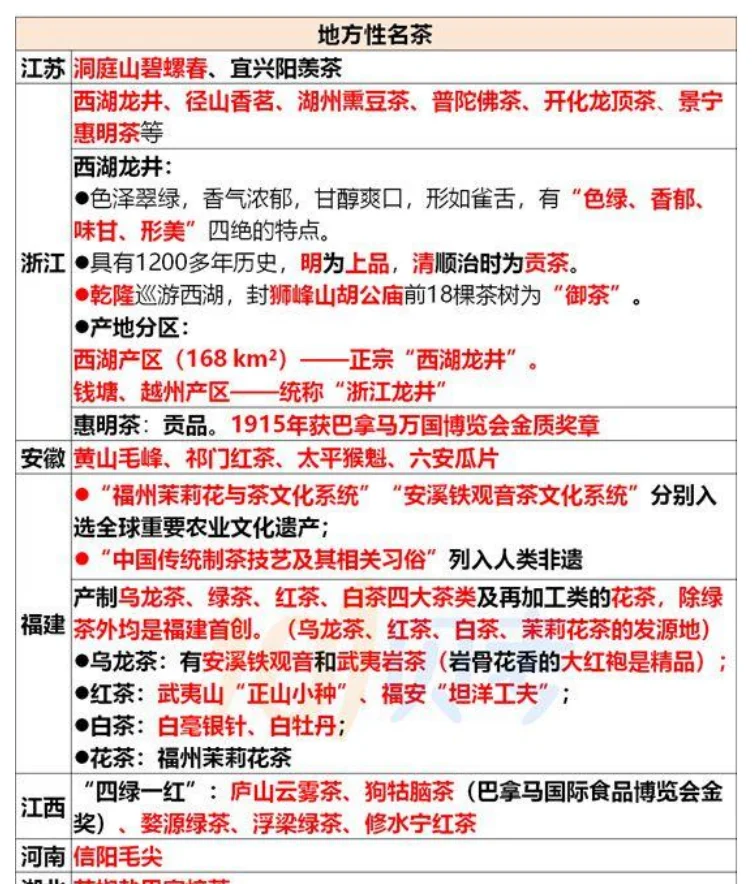 地方性名茶
江苏 洞庭山碧螺春、宜兴阳羡茶
西湖龙井、径山香茗、湖州熏豆茶、普陀佛茶、开化龙顶茶、景宁
惠明茶等
西湖龙井：
●色泽翠绿，香气浓郁，甘醇爽口，形如雀舌，有“色绿、香郁、
味甘、形美”四绝的特点。
浙江 ●具有1200多年历史，明为上品，清顺治时为贡茶。
●乾隆巡游西湖，封狮峰山胡公庙前18棵茶树为“御茶”。
●产地分区：
西湖产区（168 km²）——正宗“西湖龙井”。
钱塘、越州产区——统称“浙江龙井”
惠明茶：贡品。1915年获巴拿马万国博览会金质奖章
安徽 黄山毛峰、祁门红茶、太平猴魁、六安瓜片
●“福州茉莉花与茶文化系统”“安溪铁观音茶文化系统”分别入
选全球重要农业文化遗产；
●“中国传统制茶技艺及其相关习俗”列入人类非遗
产制乌龙茶、绿茶、红茶、白茶四大茶类及再加工类的花茶，除绿
福建 茶外均是福建首创。（乌龙茶、红茶、白茶、茉莉花茶的发源地）
●乌龙茶：有安溪铁观音和武夷岩茶（岩骨花香的大红袍是精品）；
●红茶：武夷山“正山小种”、福安“坦洋工夫”；
●白茶：白毫银针、白牡丹；
●花茶：福州茉莉花茶
江西 “四绿一红”：庐山云雾茶、狗牯脑茶（巴拿马国际食品博览会金
奖）、婺源绿茶、浮梁绿茶、修水宁红茶
河南 信阳毛尖